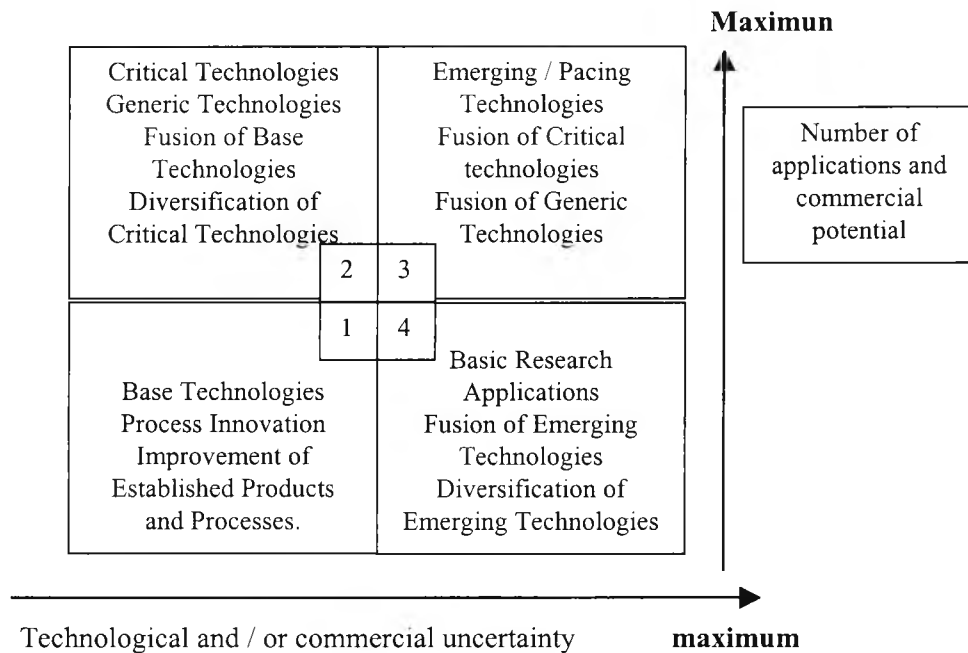 Maximun
Critical Technologies
Generic Technologies
Fusion of Base
Technologies
Diversification of
Critical Technologies
Emerging / Pacing
Technologies
Fusion of Critical
technologies
Fusion of Generic
Technologies
Number of
applications and
commercial
potential
2
3
1
4
Base Technologies
Process Innovation
Improvement of
Established Products
and Processes.
Basic Research
Applications
Fusion of Emerging
Technologies
Diversification of
Emerging Technologies
Technological and / or commercial uncertainty
maximum